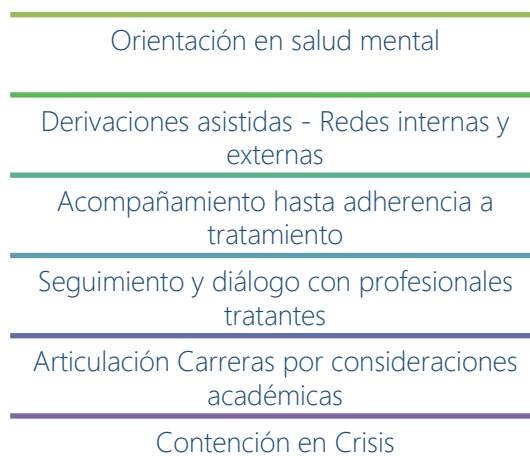 Orientación en salud mental
Derivaciones asistidas - Redes internas y
externas
Acompañamiento hasta adherencia a
tratamiento
Seguimiento y diálogo con profesionales
tratantes
Articulación Carreras por consideraciones
académicas
Contención en Crisis